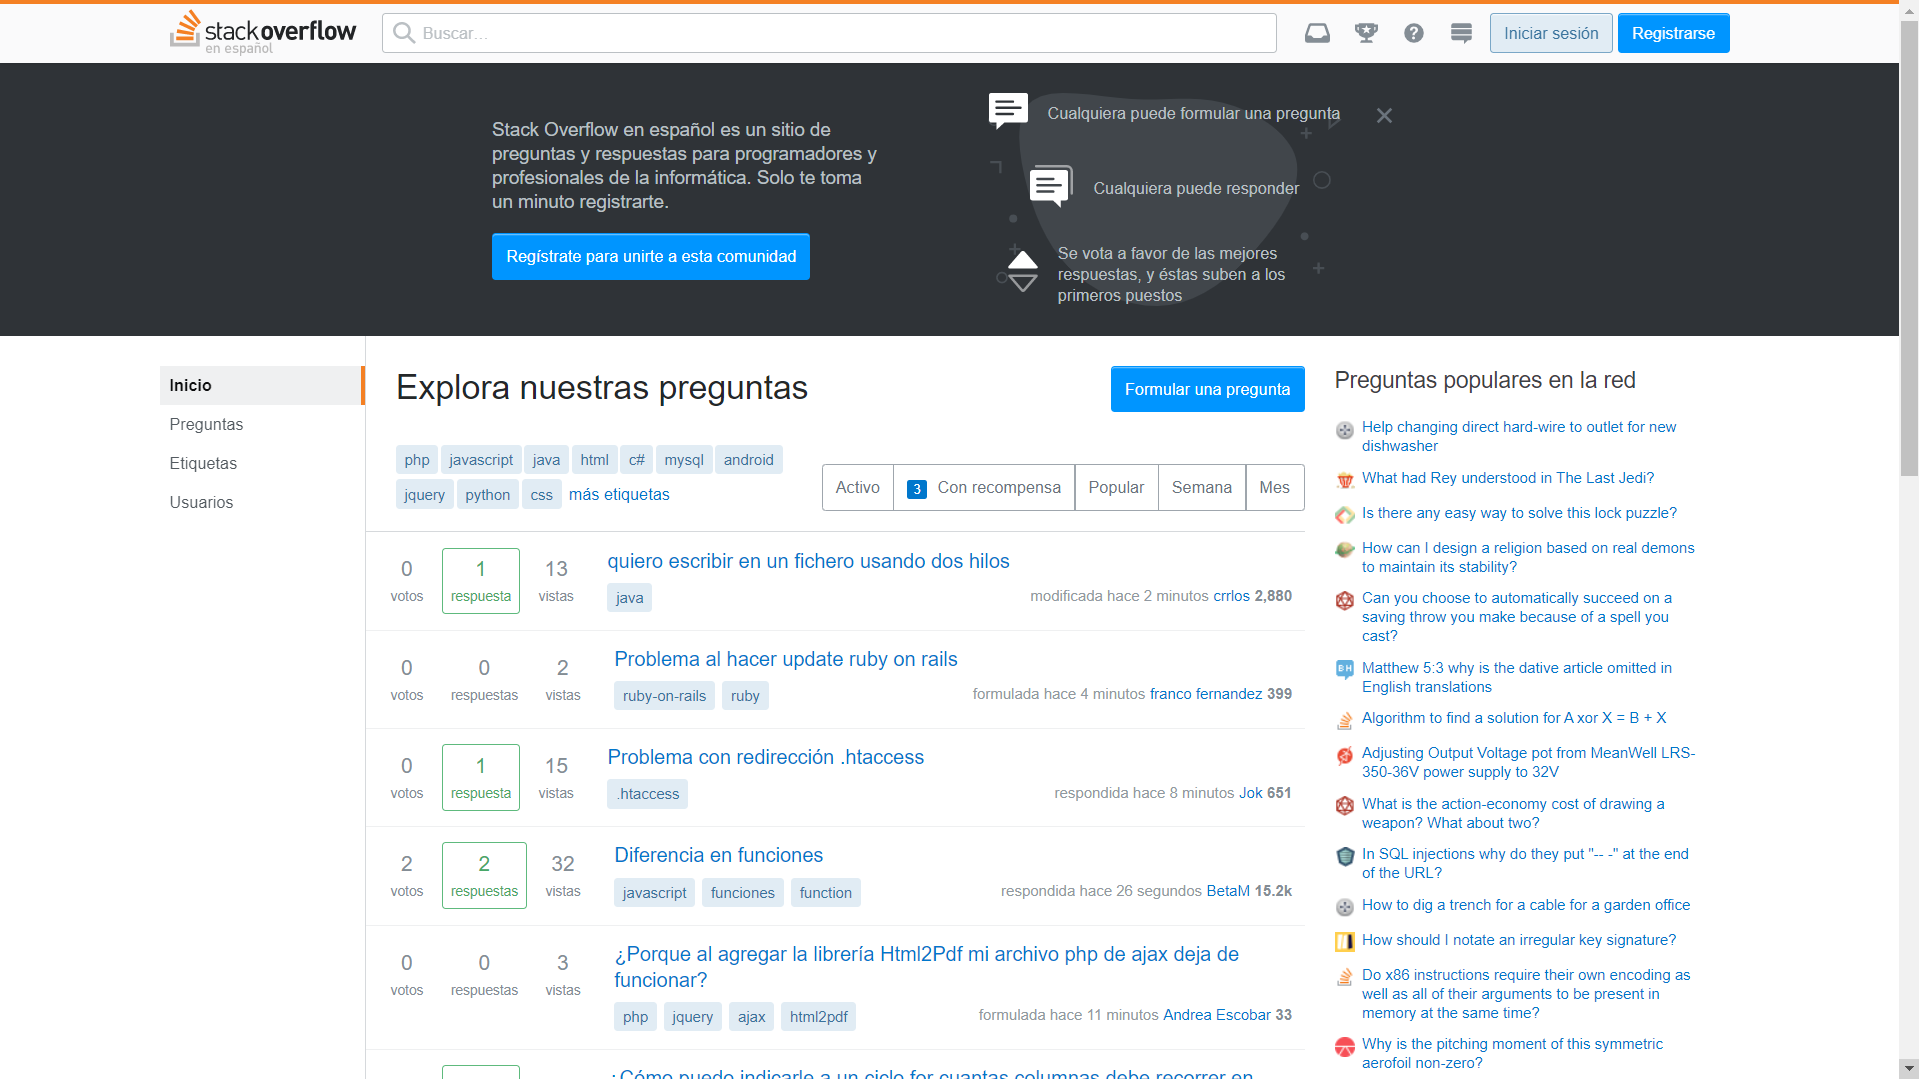 stackoverflow
en español
Buscar...
Iniciar sesión
Registrarse
Stack Overflow en español es un sitio de
preguntas y respuestas para programadores y
profesionales de la informática. Solo te toma
un minuto registrarte.
Regístrate para unirte a esta comunidad
Cualquiera puede formular una pregunta
Cualquiera puede responder
Se vota a favor de las mejores
respuestas, y éstas suben a los
primeros puestos
Inicio
Preguntas
Etiquetas
Usuarios
Explora nuestras preguntas
Formular una pregunta
php javascript java html c# mysql android
jquery python css más etiquetas
Activo 3 Con recompensa Popular Semana Mes
0 1 13
votos respuesta vistas
quiero escribir en un fichero usando dos hilos
java
modificada hace 2 minutos crrlos 2,880
0 0 2
votos respuestas vistas
Problema al hacer update ruby on rails
ruby-on-rails ruby
formulada hace 4 minutos franco fernandez 399
0 1 15
votos respuesta vistas
Problema con redirección .htaccess
.htaccess
respondida hace 8 minutos Jok 651
2 2 32
votos respuestas vistas
Diferencia en funciones
javascript funciones function
respondida hace 26 segundos BetaM 15.2k
0 0 3
votos respuestas vistas
¿Porque al agregar la librería Html2Pdf mi archivo php de ajax deja de
funcionar?
php jquery ajax html2pdf
formulada hace 11 minutos Andrea Escobar 33
¿Cómo puedo indicarle a un ciclo for cuantas columnas debe recorrer en
Preguntas populares en la red
Help changing direct hard-wire to outlet for new
dishwasher
What had Rey understood in The Last Jedi?
Is there any easy way to solve this lock puzzle?
How can I design a religion based on real demons
to maintain its stability?
Can you choose to automatically succeed on a
saving throw you make because of a spell you
cast?
BH
Matthew 5:3 why is the dative article omitted in
English translations
Algorithm to find a solution for A xor X = B + X
Adjusting Output Voltage pot from MeanWell LRS-
350-36V power supply to 32V
What is the action-economy cost of drawing a
weapon? What about two?
In SQL injections why do they put "-- -" at the end
of the URL?
How to dig a trench for a cable for a garden office
How should I notate an irregular key signature?
Do x86 instructions require their own encoding as
well as all of their arguments to be present in
memory at the same time?
Why is the pitching moment of this symmetric
aerofoil non-zero?